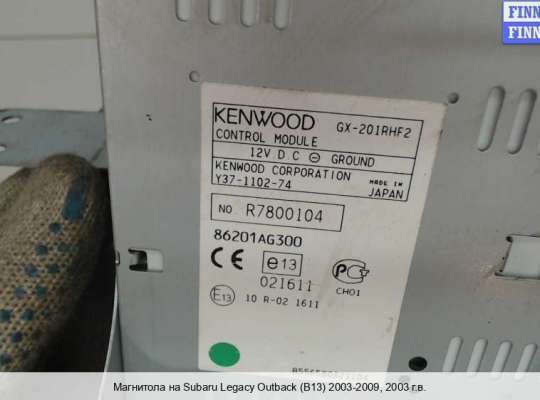 FINN
FINN
KENWOOD GX-201RHF2
CONTROL MODULE
12V D C ⊖ GROUND
KENWOOD CORPORATION
Y37-1102-74
MADE IN
JAPAN
NO R7800104
86201AG300
CE e13
021611
РСТ
CH01
E13 10 R-02 1611
Магнитола на Subaru Legacy Outback (B13) 2003-2009, 2003 г.в.